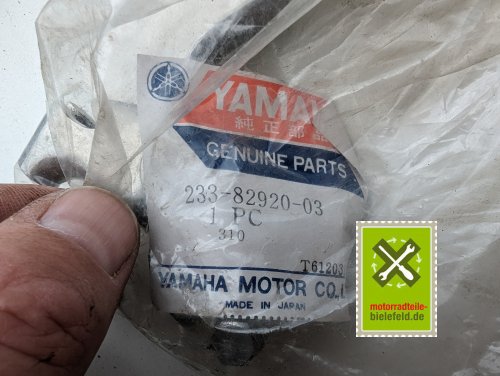 YAMAHA
純正部品
GENUINE PARTS
233-82920-03
1 PC
310
T61203
YAMAHA MOTOR CO.,
MADE IN JAPAN
motorradteile-
bielefeld.de